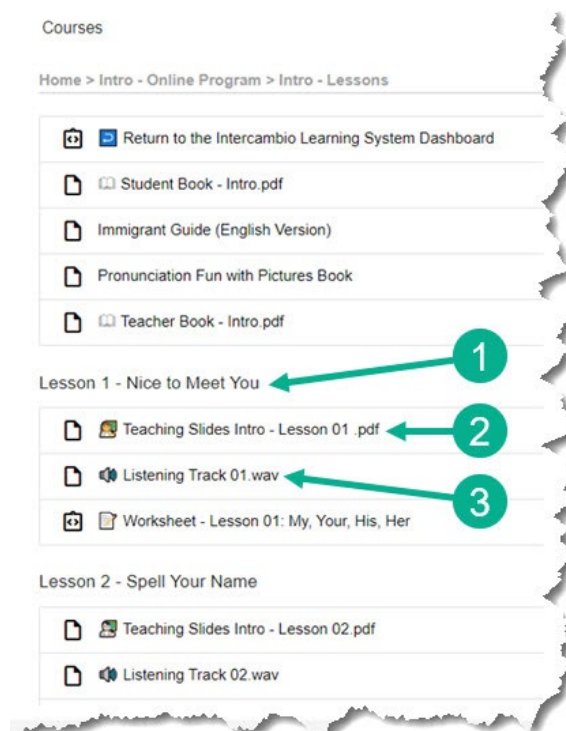 Courses
Home > Intro - Online Program > Intro - Lessons
Return to the Intercambio Learning System Dashboard
Student Book - Intro.pdf
Immigrant Guide (English Version)
Pronunciation Fun with Pictures Book
Teacher Book - Intro.pdf
1
Lesson 1 - Nice to Meet You
Teaching Slides Intro - Lesson 01 .pdf
2
Listening Track 01.wav
3
Worksheet - Lesson 01: My, Your, His, Her
Lesson 2 - Spell Your Name
Teaching Slides Intro - Lesson 02.pdf
Listening Track 02.wav